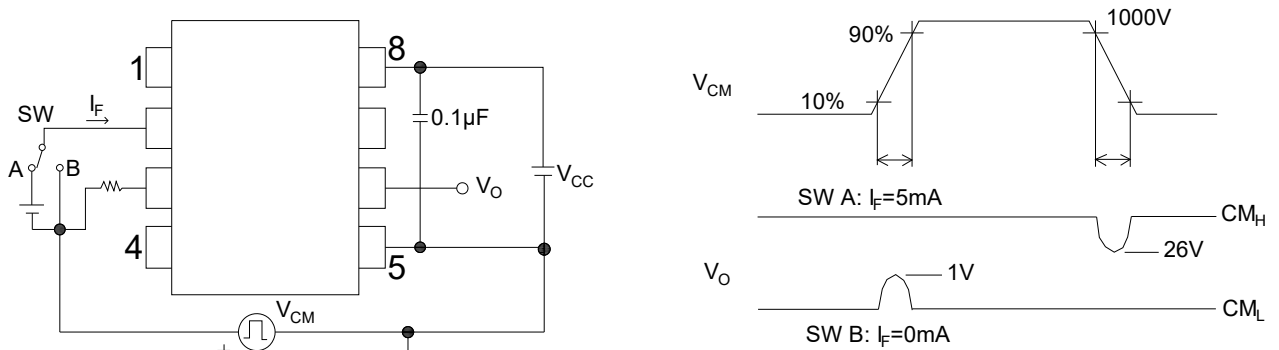 1
8
SW
I_F
0.1µF
A
B
V_CC
V_O
4
5
V_CM
+
90%
1000V
V_CM
10%
SW A: I_F=5mA
CM_H
26V
V_O
1V
CM_L
SW B: I_F=0mA